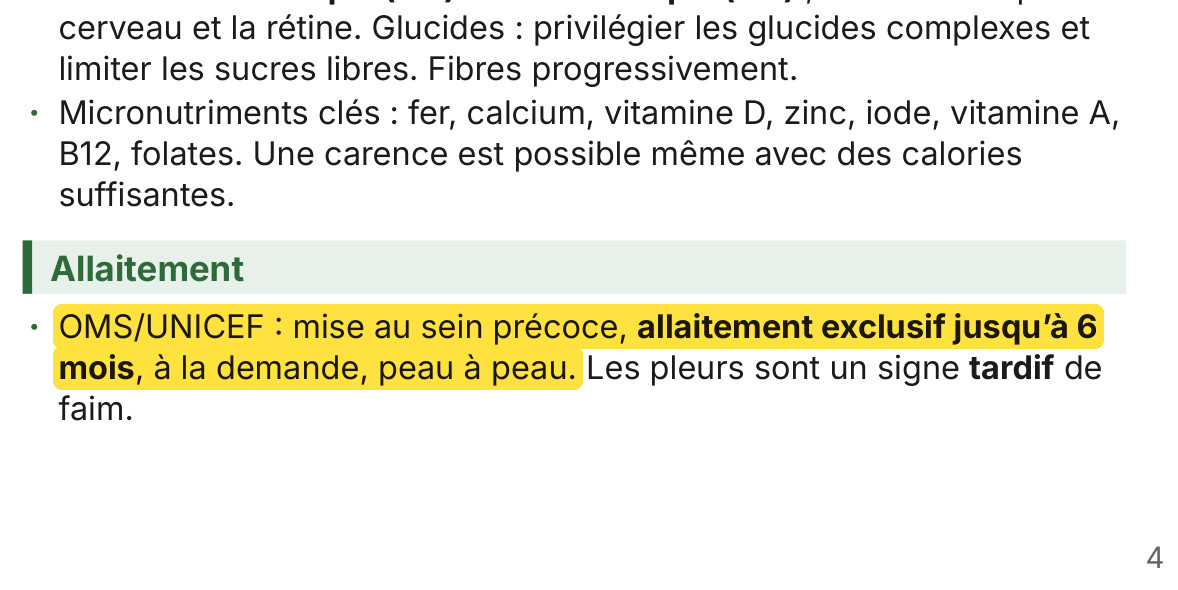 cerveau et la rétine. Glucides : privilégier les glucides complexes et
limiter les sucres libres. Fibres progressivement.
· Micronutriments clés : fer, calcium, vitamine D, zinc, iode, vitamine A,
B12, folates. Une carence est possible même avec des calories
suffisantes.
Allaitement
· OMS/UNICEF : mise au sein précoce, allaitement exclusif jusqu’à 6
mois, à la demande, peau à peau. Les pleurs sont un signe tardif de
faim.
4